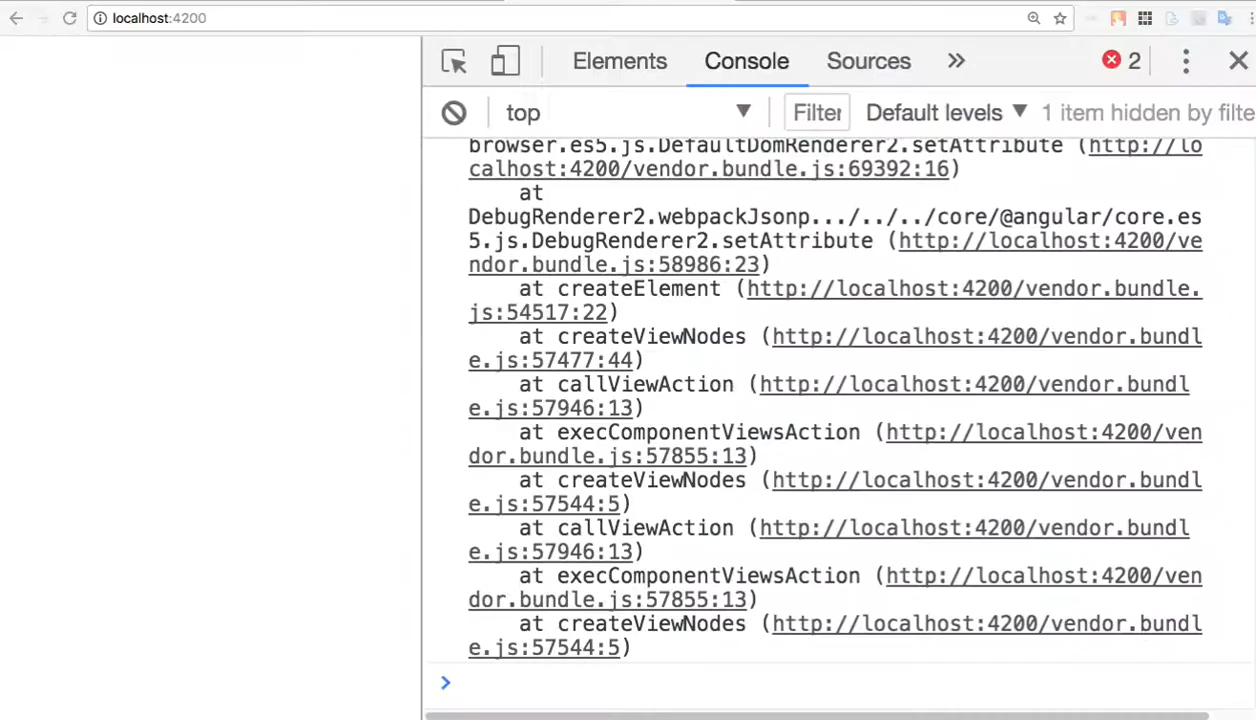 localhost:4200
Elements Console Sources 2
top Filter Default levels 1 item hidden by filte
browser.es5.js.DefaultDomRenderer2.setAttribute (http://lo
calhost:4200/vendor.bundle.js:69392:16)
at
DebugRenderer2.webpackJsonp.../../../core/@angular/core.es
5.js.DebugRenderer2.setAttribute (http://localhost:4200/ve
ndor.bundle.js:58986:23)
at createElement (http://localhost:4200/vendor.bundle.
js:54517:22)
at createViewNodes (http://localhost:4200/vendor.bundl
e.js:57477:44)
at callViewAction (http://localhost:4200/vendor.bundl
e.js:57946:13)
at execComponentViewsAction (http://localhost:4200/ven
dor.bundle.js:57855:13)
at createViewNodes (http://localhost:4200/vendor.bundl
e.js:57544:5)
at callViewAction (http://localhost:4200/vendor.bundl
e.js:57946:13)
at execComponentViewsAction (http://localhost:4200/ven
dor.bundle.js:57855:13)
at createViewNodes (http://localhost:4200/vendor.bundl
e.js:57544:5)